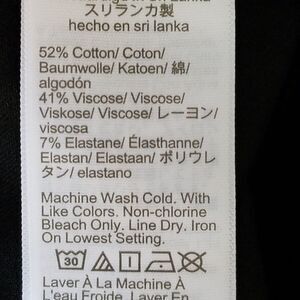 スリランカ製
hecho en sri lanka
52% Cotton/ Coton/
Baumwolle/ Katoen/ 綿/
algodón
41% Viscose/ Viscose/
Viskose/ Viscose/ レーヨン/
viscosa
7% Elastane/ Élasthanne/
Elastan/ Elastaan/ ポリウレ
タン/ elastano
Machine Wash Cold. With
Like Colors. Non-chlorine
Bleach Only. Line Dry. Iron
On Lowest Setting.
30
Laver À La Machine À
L'eau Froide. Laver En